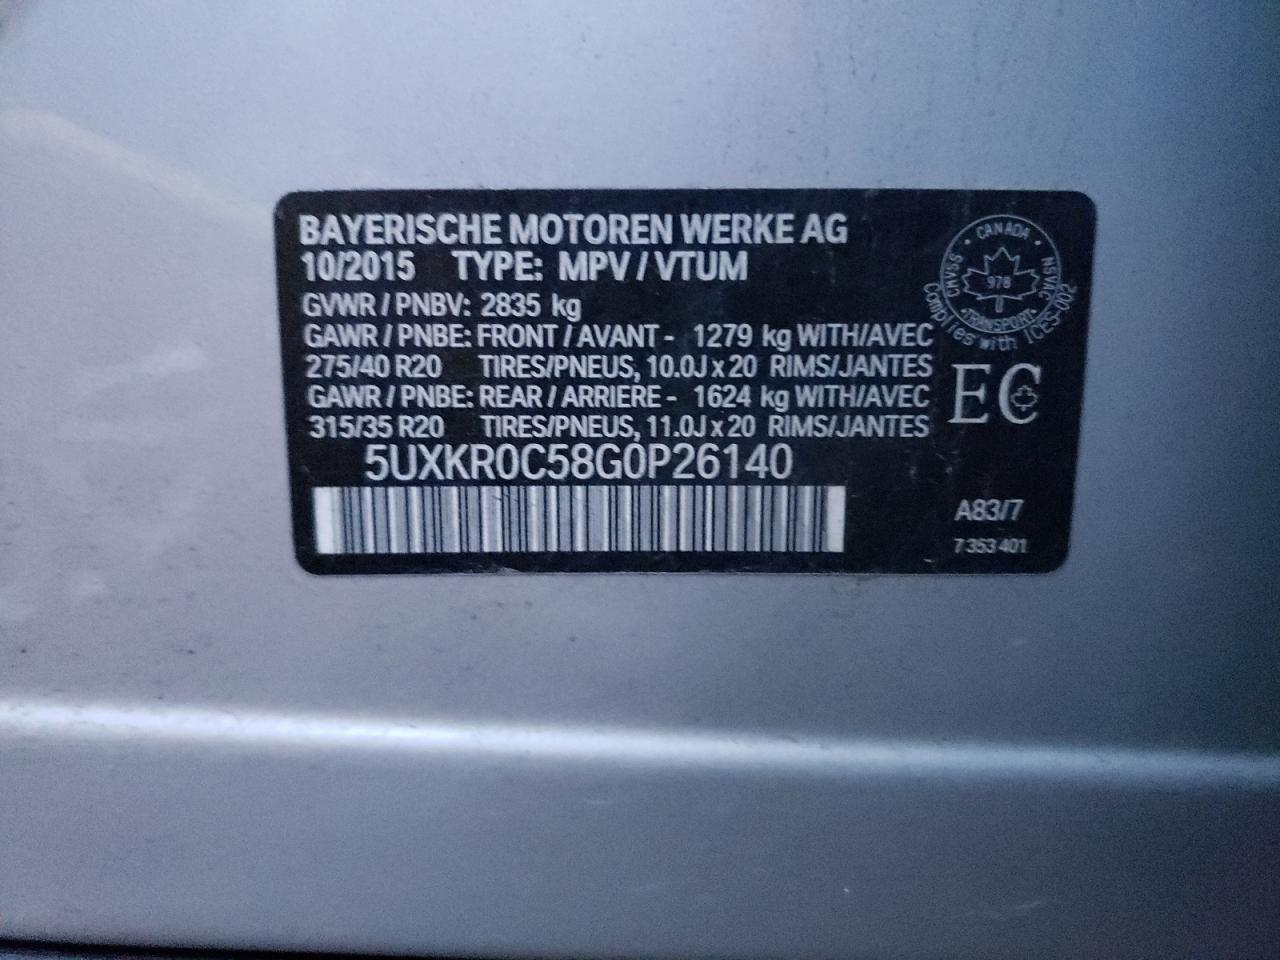 BAYERISCHE MOTOREN WERKE AG
10/2015 TYPE: MPV / VTUM
GVWR / PNBV: 2835 kg
GAWR / PNBE: FRONT / AVANT - 1279 kg WITH/AVEC
275/40 R20 TIRES/PNEUS, 10.0J x 20 RIMS/JANTES
GAWR / PNBE: REAR / ARRIERE - 1624 kg WITH/AVEC
315/35 R20 TIRES/PNEUS, 11.0J x 20 RIMS/JANTES
5UXKR0C58G0P26140
CANADA
CMVSS
NSVAC
978
TRANSPORT
Complies with ICES-002
EC
A83/7
7 353 401